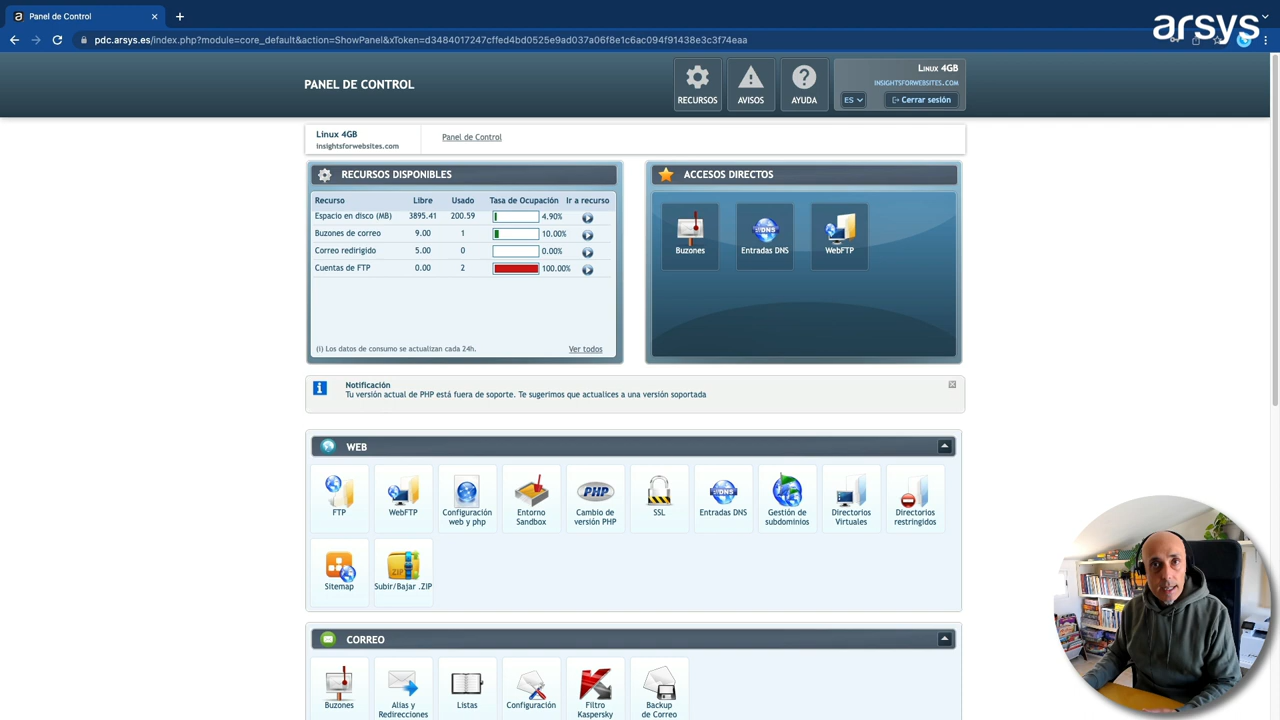 Panel de Control
arsys
pdc.arsys.es/index.php?module=core_default&action=ShowPanel&xToken=d3484017247cffed4bd0525e9ad037a06f8e1c6ac094f91438e3c3f74eaa
PANEL DE CONTROL
RECURSOS
AVISOS
AYUDA
LINUX 4GB
INSIGHTSFORWEBSITES.COM
ES
Cerrar sesión
Linux 4GB
insightsforwebsites.com
Panel de Control
RECURSOS DISPONIBLES
Recurso Libre Usado Tasa de Ocupación Ir a recurso
Espacio en disco (MB) 3895.41 200.59 4.90%
Buzones de correo 9.00 1 10.00%
Correo redirigido 5.00 0 0.00%
Cuentas de FTP 0.00 2 100.00%
(!) Los datos de consumo se actualizan cada 24h.
Ver todos
ACCESOS DIRECTOS
DNS
Buzones
Entradas DNS
WebFTP
Notificación
Tu versión actual de PHP está fuera de soporte. Te sugerimos que actualices a una versión soportada
WEB
FTP
WebFTP
Configuración
web y php
Entorno
Sandbox
PHP
Cambio de
versión PHP
SSL
DNS
Entradas DNS
Gestión de
subdominios
Directorios
Virtuales
Directorios
restringidos
Sitemap
ZIP
Subir/Bajar .ZIP
CORREO
Buzones
Alias y
Redirecciones
Listas
Configuración
Filtro
Kaspersky
Backup
de Correo